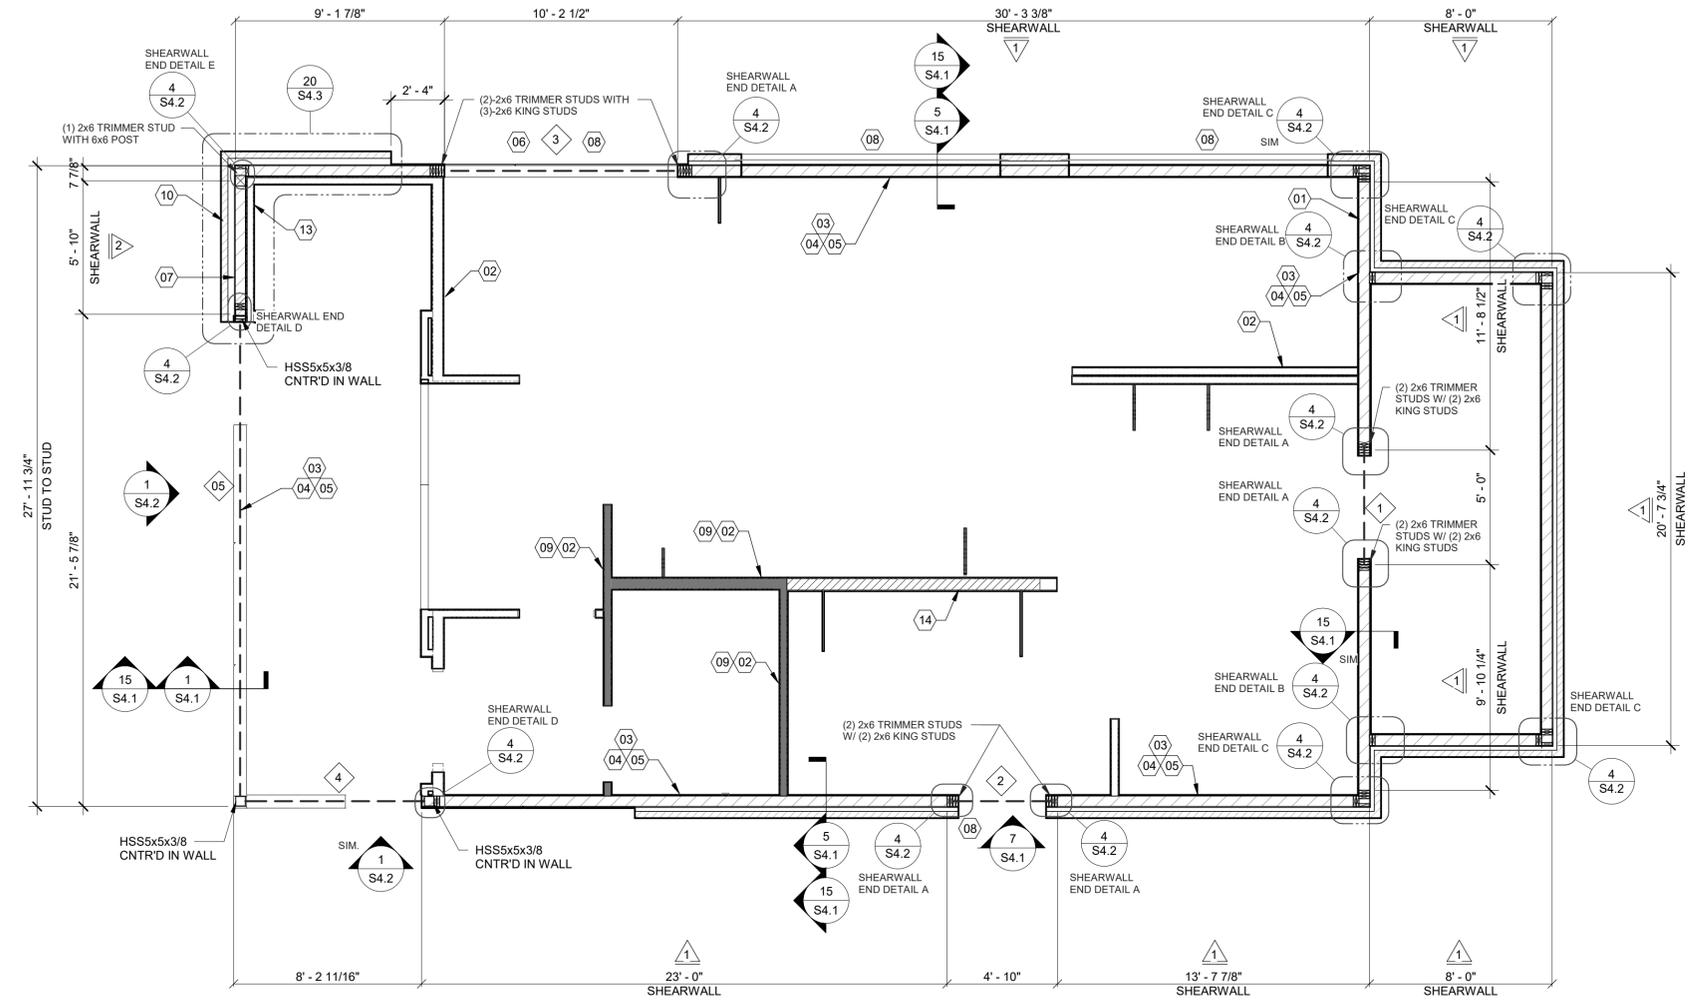 9' - 1 7/8"
10' - 2 1/2"
30' - 3 3/8"
SHEARWALL
1
8' - 0"
SHEARWALL
1
SHEARWALL
END DETAIL E
4
S4.2
20
S4.3
2' - 4"
(1) 2x6 TRIMMER STUD
WITH 6x6 POST
(2)-2x6 TRIMMER STUDS WITH
(3)-2x6 KING STUDS
06
3
08
SHEARWALL
END DETAIL A
4
S4.2
15
S4.1
5
S4.1
08
08
SHEARWALL
END DETAIL C
4
S4.2
SIM
7 7/8"
10
13
07
5' - 10"
SHEARWALL
2
02
03
04
05
01
SHEARWALL
END DETAIL B
4
S4.2
SHEARWALL
END DETAIL C
4
S4.2
03
04
05
02
1
11' - 8 1/2"
SHEARWALL
SHEARWALL END
DETAIL D
4
S4.2
HSS5x5x3/8
CNTR'D IN WALL
(2) 2x6 TRIMMER
STUDS W/ (2) 2x6
KING STUDS
SHEARWALL
END DETAIL A
4
S4.2
27' - 11 3/4"
STUD TO STUD
21' - 5 7/8"
1
S4.2
05
03
04
05
SHEARWALL
END DETAIL A
4
S4.2
1
5' - 0"
(2) 2x6 TRIMMER
STUDS W/ (2) 2x6
KING STUDS
1
20' - 7 3/4"
SHEARWALL
09
02
09
02
14
09
02
15
S4.1
SIM
15
S4.1
1
S4.1
SHEARWALL
END DETAIL B
4
S4.2
1
9' - 10 1/4"
SHEARWALL
SHEARWALL
END DETAIL C
4
S4.2
SHEARWALL
END DETAIL D
4
S4.2
03
04
05
(2) 2x6 TRIMMER STUDS
W/ (2) 2x6 KING STUDS
03
04
05
SHEARWALL
END DETAIL C
4
S4.2
4
2
HSS5x5x3/8
CNTR'D IN WALL
SIM.
1
S4.2
HSS5x5x3/8
CNTR'D IN WALL
5
S4.1
15
S4.1
4
S4.2
SHEARWALL
END DETAIL A
08
7
S4.1
4
S4.2
SHEARWALL
END DETAIL A
1
1
1
8' - 2 11/16"
23' - 0"
SHEARWALL
4' - 10"
13' - 7 7/8"
SHEARWALL
8' - 0"
SHEARWALL